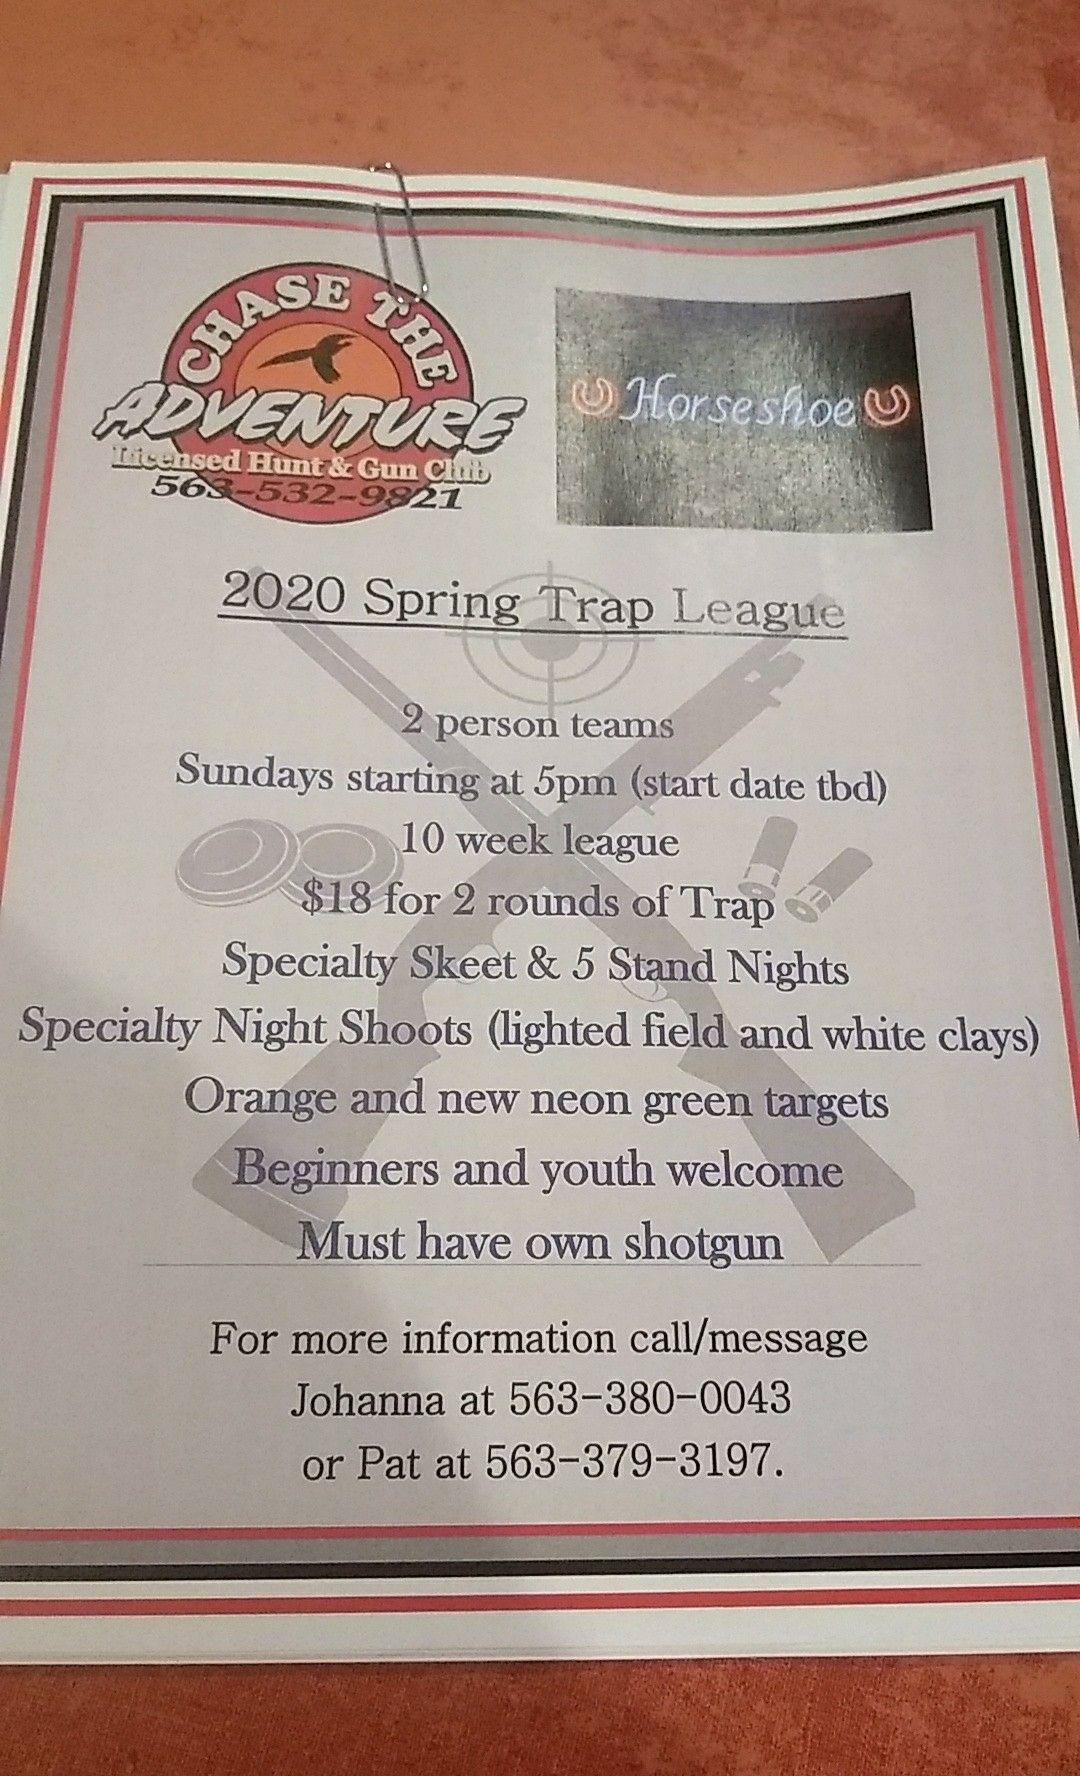 CHASE THE
ADVENTURE
Licensed Hunt & Gun Club
563-532-9821
Horseshoe
2020 Spring Trap League
2 person teams
Sundays starting at 5pm (start date tbd)
10 week league
$18 for 2 rounds of Trap
Specialty Skeet & 5 Stand Nights
Specialty Night Shoots (lighted field and white clays)
Orange and new neon green targets
Beginners and youth welcome
Must have own shotgun
For more information call/message
Johanna at 563-380-0043
or Pat at 563-379-3197.